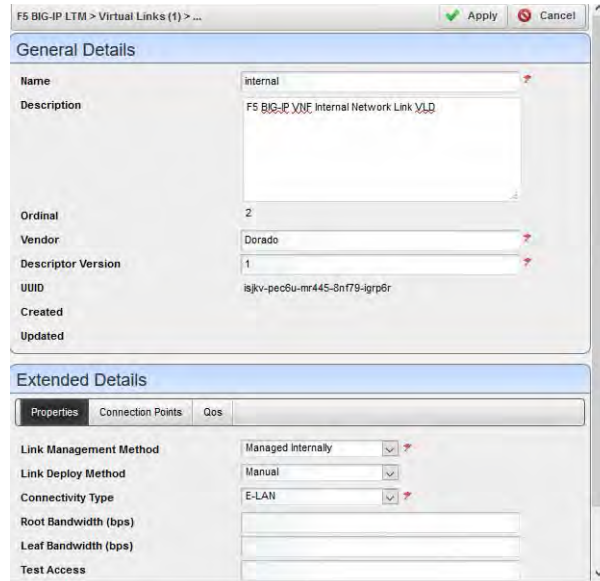 F5 BIG-IP LTM > Virtual Links (1) > ... Apply Cancel
General Details
Name internal
Description F5 BIG-IP VNF Internal Network Link VLD
Ordinal 2
Vendor Dorado
Descriptor Version 1
UUID isjkv-pec6u-mr445-8nf79-igrp6r
Created
Updated
Extended Details
Properties Connection Points Qos
Link Management Method Managed Internally
Link Deploy Method Manual
Connectivity Type E-LAN
Root Bandwidth (bps)
Leaf Bandwidth (bps)
Test Access